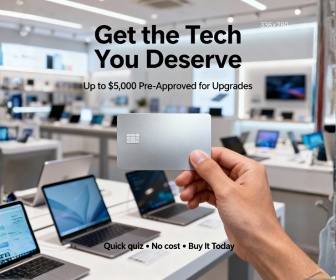 336x280
Get the Tech
You Deserve
Up to $5,000 Pre-Approved for Upgrades
Quick quiz • No cost • Buy It Today